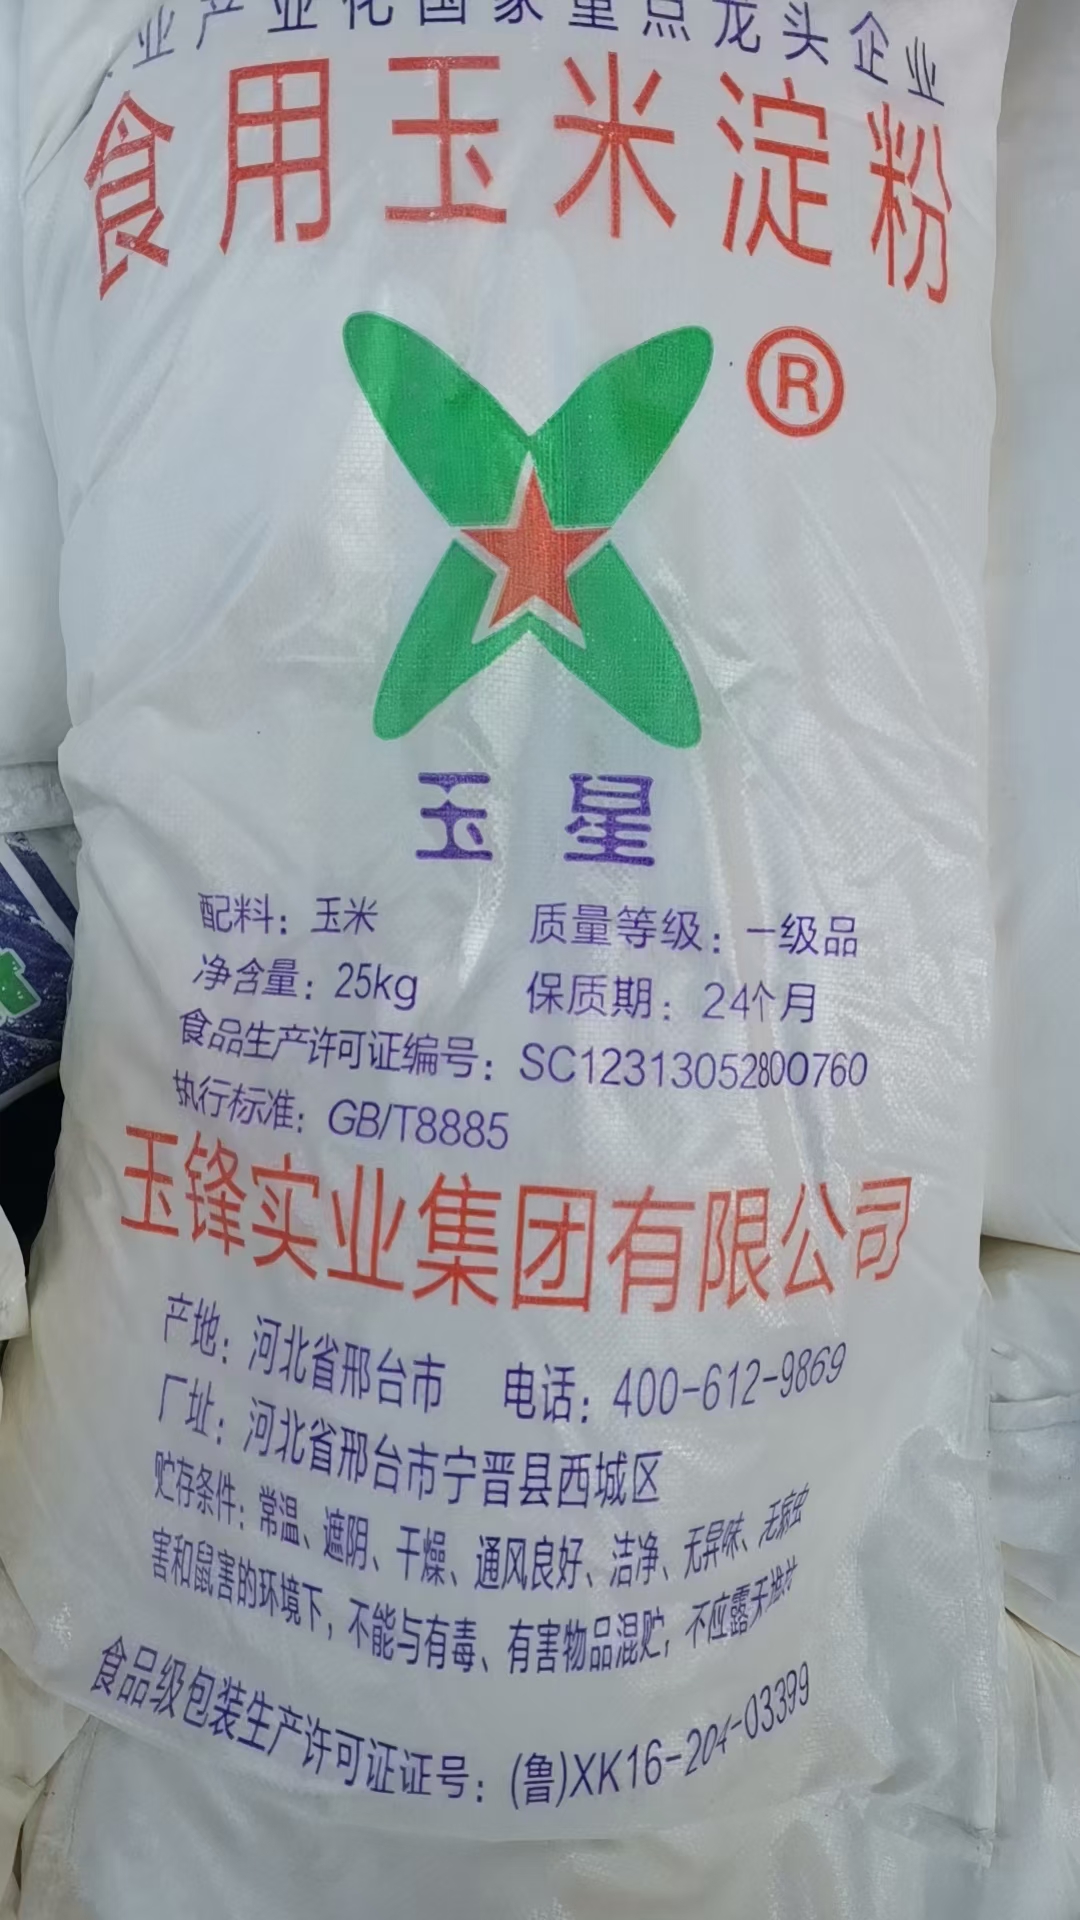 业产业化国家重点龙头企业
食用玉米淀粉
®
玉星
配料：玉米 质量等级：一级品
净含量：25kg 保质期：24个月
食品生产许可证编号：SC12313052800760
执行标准：GB/T8885
玉锋实业集团有限公司
产地：河北省邢台市 电话：400-612-9869
厂址：河北省邢台市宁晋县西城区
贮存条件：常温、遮阴、干燥、通风良好、洁净、无异味、无病虫
害和鼠害的环境下，不能与有毒、有害物品混贮，不应露天堆放
食品级包装生产许可证证号：(鲁)XK16-204-03399